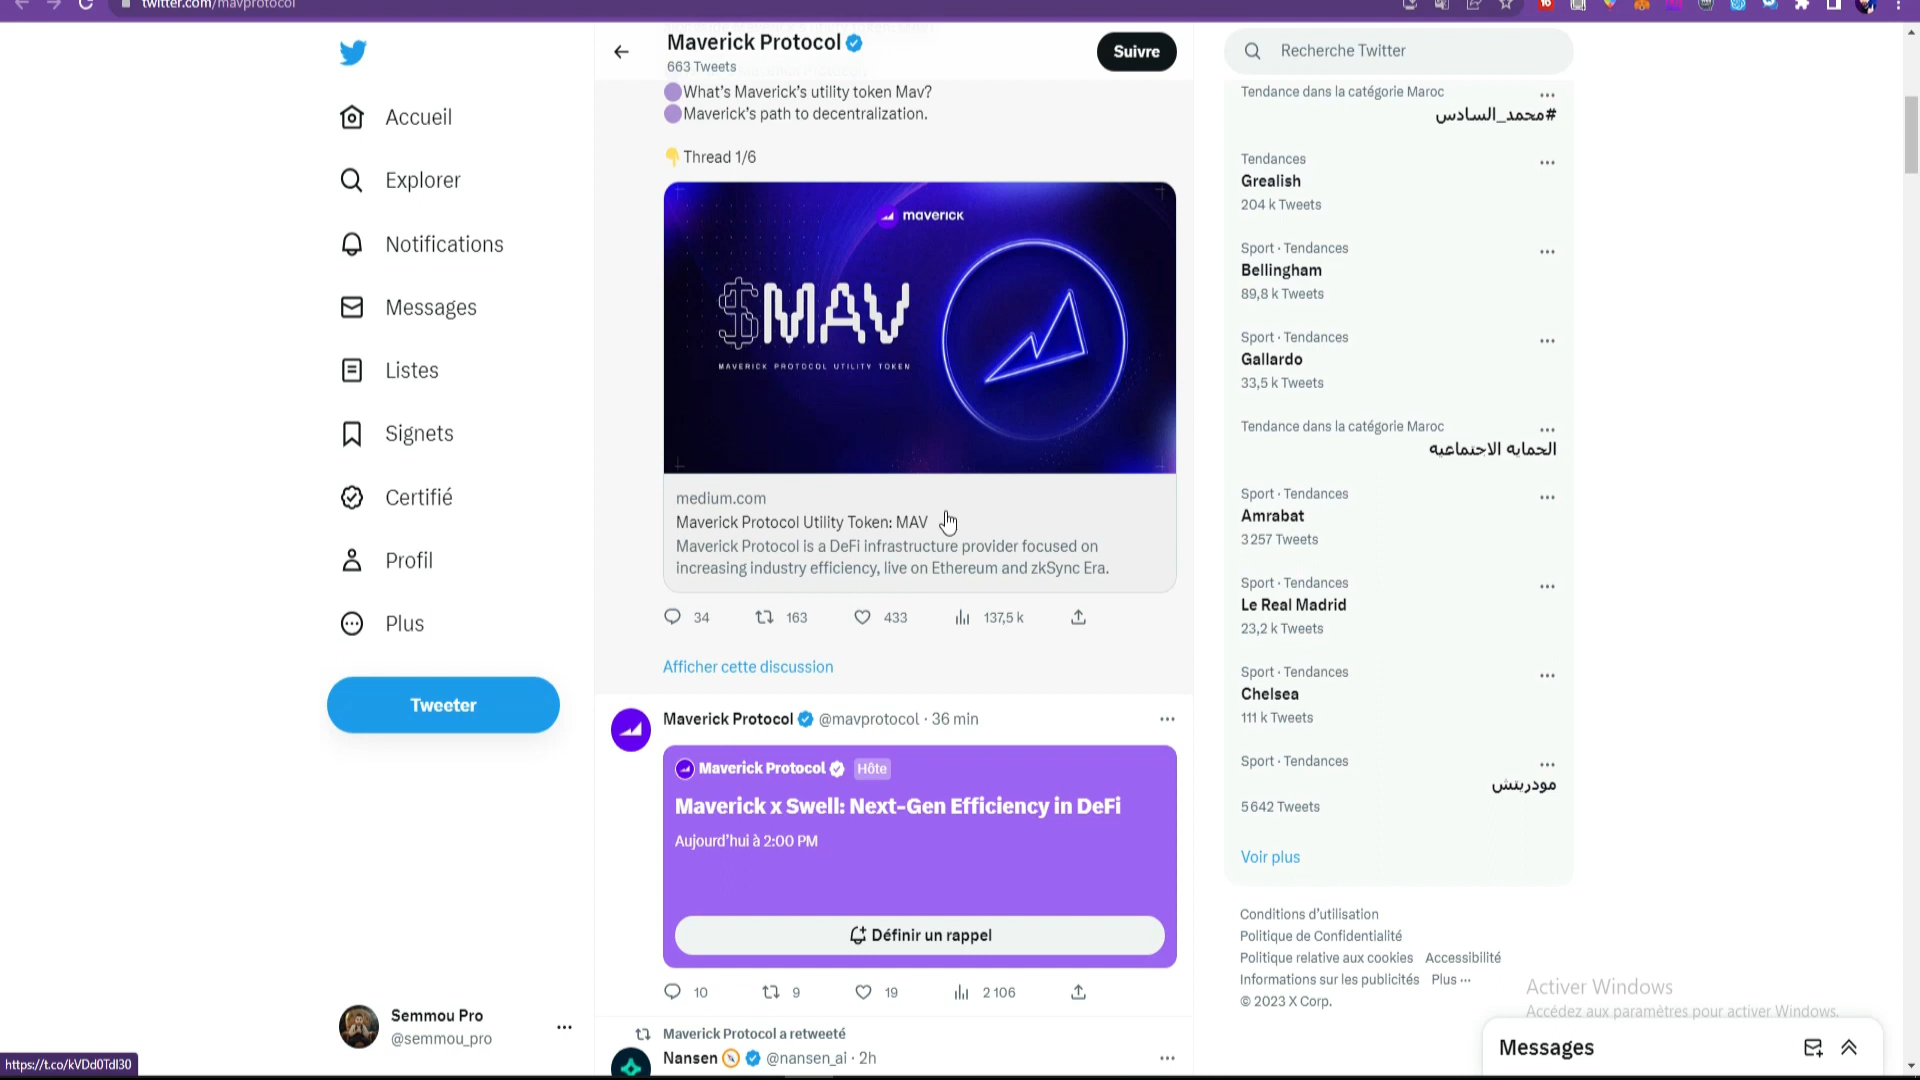 twitter.com/mavprotocol
Accueil
Explorer
Notifications
Messages
Listes
Signets
Certifié
Profil
Plus
Tweeter
Semmou Pro
@semmou_pro
https://t.co/kVDd0TdI30
Maverick Protocol
663 Tweets
Suivre
What's Maverick's utility token Mav?
Maverick's path to decentralization.
Thread 1/6
maverick
$MAV
MAVERICK PROTOCOL UTILITY TOKEN
medium.com
Maverick Protocol Utility Token: MAV
Maverick Protocol is a DeFi infrastructure provider focused on
increasing industry efficiency, live on Ethereum and zkSync Era.
34 163 433 137,5 k
Afficher cette discussion
Maverick Protocol @mavprotocol · 36 min
Maverick Protocol Hôte
Maverick x Swell: Next-Gen Efficiency in DeFi
Aujourd'hui à 2:00 PM
Définir un rappel
10 9 19 2 106
Maverick Protocol a retweeté
Nansen @nansen_ai · 2h
Recherche Twitter
Tendance dans la catégorie Maroc
#محمد_السادس
Tendances
Grealish
204 k Tweets
Sport · Tendances
Bellingham
89,8 k Tweets
Sport · Tendances
Gallardo
33,5 k Tweets
Tendance dans la catégorie Maroc
الحمايه الاجتماعيه
Sport · Tendances
Amrabat
3 257 Tweets
Sport · Tendances
Le Real Madrid
23,2 k Tweets
Sport · Tendances
Chelsea
111 k Tweets
Sport · Tendances
مودريتش
5 642 Tweets
Voir plus
Conditions d'utilisation
Politique de Confidentialité
Politique relative aux cookies Accessibilité
Informations sur les publicités Plus ···
© 2023 X Corp.
Activer Windows
Accédez aux paramètres pour activer Windows.
Messages